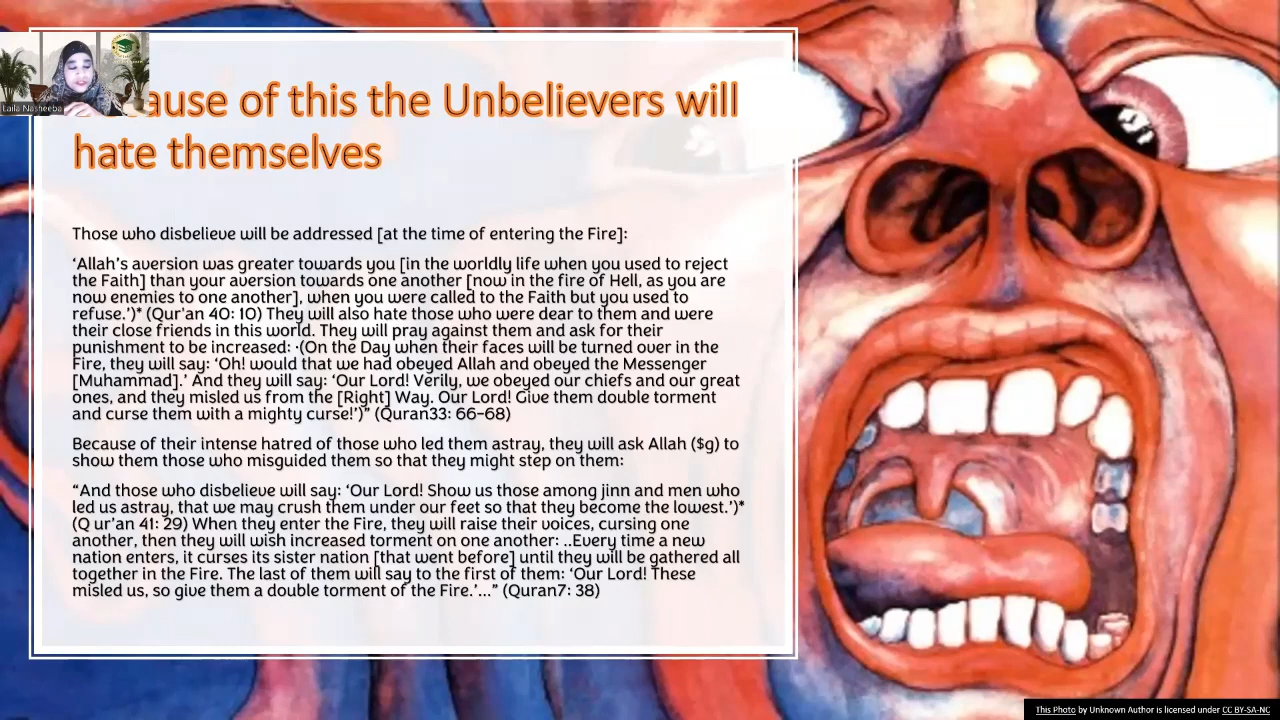 Laila Nasheeba
ause of this the Unbelievers will
hate themselves
Those who disbelieve will be addressed [at the time of entering the Fire]:
‘Allah’s aversion was greater towards you [in the worldly life when you used to reject
the Faith] than your aversion towards one another [now in the fire of Hell, as you are
now enemies to one another], when you were called to the Faith but you used to
refuse.’)* (Qur'an 40: 10) They will also hate those who were dear to them and were
their close friends in this world. They will pray against them and ask for their
punishment to be increased: ·(On the Day when their faces will be turned over in the
Fire, they will say: ‘Oh! would that we had obeyed Allah and obeyed the Messenger
[Muhammad].’ And they will say: ‘Our Lord! Verily, we obeyed our chiefs and our great
ones, and they misled us from the [Right] Way. Our Lord! Give them double torment
and curse them with a mighty curse!’)” (Quran33: 66-68)
Because of their intense hatred of those who led them astray, they will ask Allah ($g) to
show them those who misguided them so that they might step on them:
“And those who disbelieve will say: ‘Our Lord! Show us those among jinn and men who
led us astray, that we may crush them under our feet so that they become the lowest.’)*
(Q ur’an 41: 29) When they enter the Fire, they will raise their voices, cursing one
another, then they will wish increased torment on one another: ..Every time a new
nation enters, it curses its sister nation [that went before] until they will be gathered all
together in the Fire. The last of them will say to the first of them: ‘Our Lord! These
misled us, so give them a double torment of the Fire.’...” (Quran7: 38)
This Photo by Unknown Author is licensed under CC BY-SA-NC